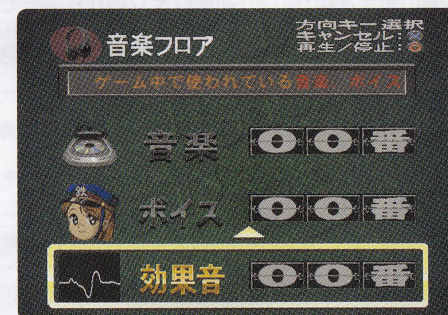 音楽フロア
方向キー:選択
キャンセル:
再生/停止:
ゲーム中で使われている音楽、ボイス
音楽 00番
鉄
ボイス 00番
効果音 00番